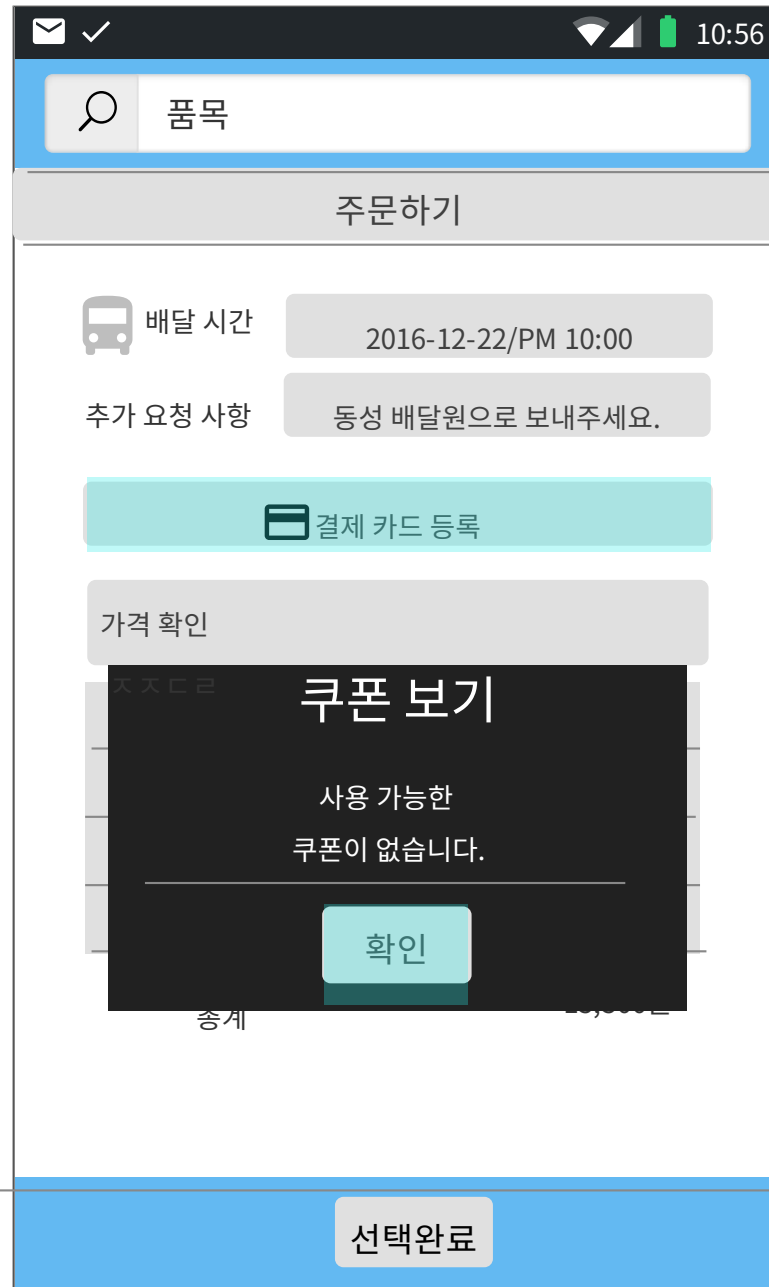 10:56
품목
주문하기
배달 시간
2016-12-22/PM 10:00
추가 요청 사항
동성 배달원으로 보내주세요.
결제 카드 등록
가격 확인
ㅈㅈㄷㄹ
쿠폰 보기
사용 가능한
쿠폰이 없습니다.
확인
총계
선택완료